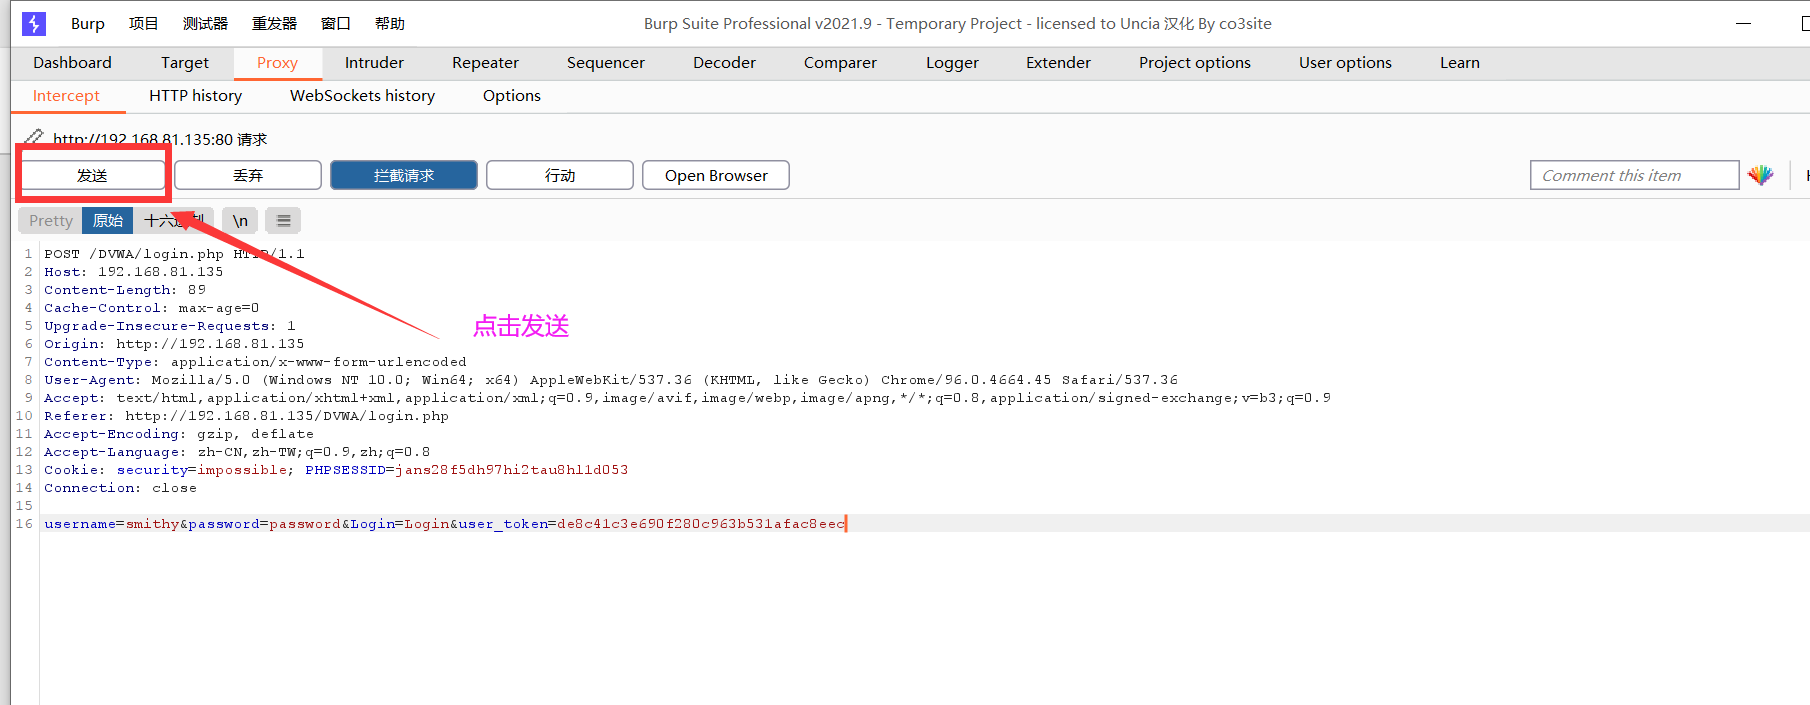 Burp 项目 测试器 重发器 窗口 帮助 Burp Suite Professional v2021.9 - Temporary Project - licensed to Uncia 汉化 By co3site
Dashboard Target Proxy Intruder Repeater Sequencer Decoder Comparer Logger Extender Project options User options Learn
Intercept HTTP history WebSockets history Options
http://192.168.81.135:80 请求
发送 丢弃 拦截请求 行动 Open Browser Comment this item
Pretty 原始 十六进制 \n
1 POST /DVWA/login.php HTTP/1.1
2 Host: 192.168.81.135
3 Content-Length: 89
4 Cache-Control: max-age=0
点击发送
5 Upgrade-Insecure-Requests: 1
6 Origin: http://192.168.81.135
7 Content-Type: application/x-www-form-urlencoded
8 User-Agent: Mozilla/5.0 (Windows NT 10.0; Win64; x64) AppleWebKit/537.36 (KHTML, like Gecko) Chrome/96.0.4664.45 Safari/537.36
9 Accept: text/html,application/xhtml+xml,application/xml;q=0.9,image/avif,image/webp,image/apng,*/*;q=0.8,application/signed-exchange;v=b3;q=0.9
10 Referer: http://192.168.81.135/DVWA/login.php
11 Accept-Encoding: gzip, deflate
12 Accept-Language: zh-CN,zh-TW;q=0.9,zh;q=0.8
13 Cookie: security=impossible; PHPSESSID=jans28f5dh97hi2tau8hl1d053
14 Connection: close
15
16 username=smithy&password=password&Login=Login&user_token=de8c41c3e690f280c963b531afac8eec